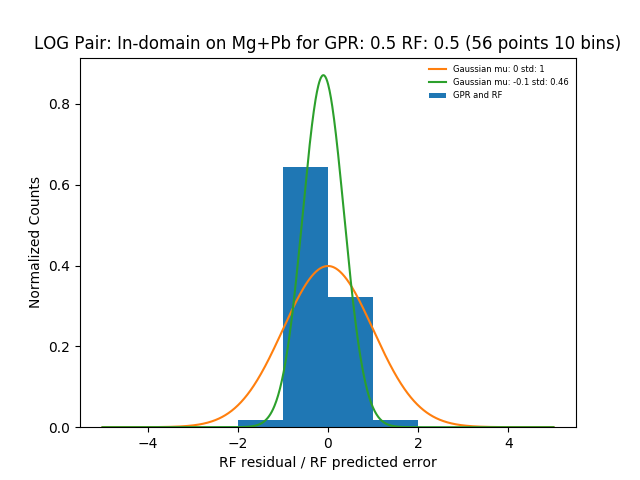 LOG Pair: In-domain on Mg+Pb for GPR: 0.5 RF: 0.5 (56 points 10 bins)
Gaussian mu: 0 std: 1
Gaussian mu: -0.1 std: 0.46
GPR and RF
Normalized Counts
0.8
0.6
0.4
0.2
0.0
−4 −2 0 2 4
RF residual / RF predicted error